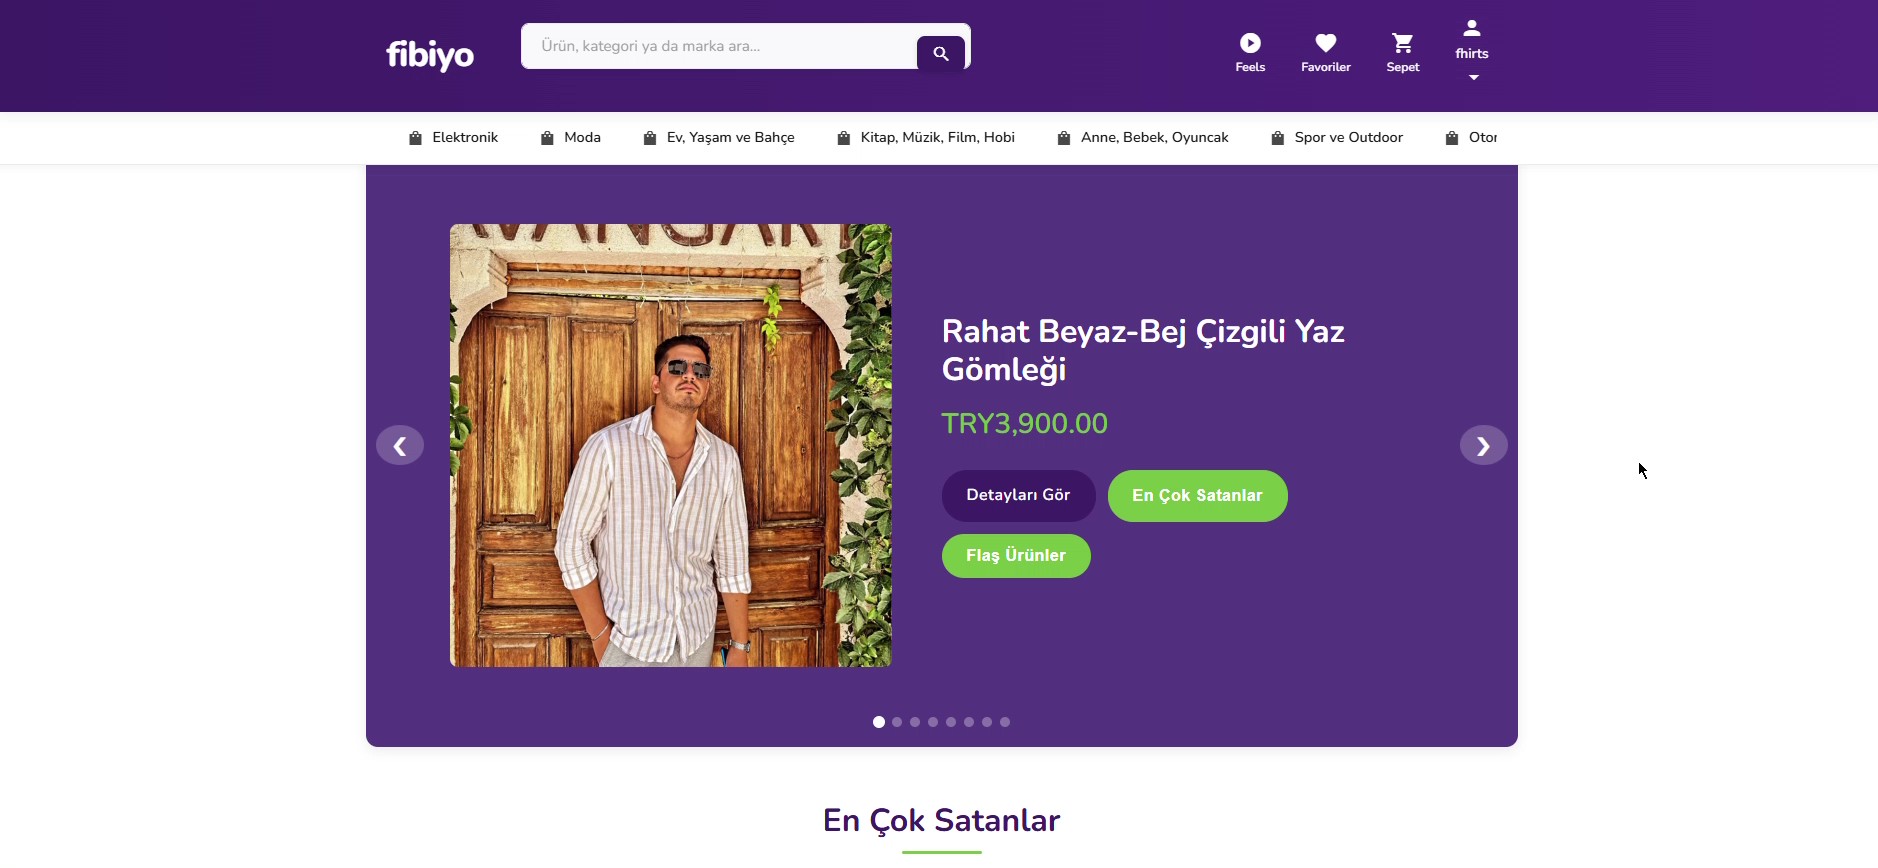 fibiyo
Ürün, kategori ya da marka ara...
Feels
Favoriler
Sepet
fhirts
Elektronik
Moda
Ev, Yaşam ve Bahçe
Kitap, Müzik, Film, Hobi
Anne, Bebek, Oyuncak
Spor ve Outdoor
Rahat Beyaz-Bej Çizgili Yaz
Gömleği
TRY3,900.00
Detayları Gör
En Çok Satanlar
Flaş Ürünler
En Çok Satanlar